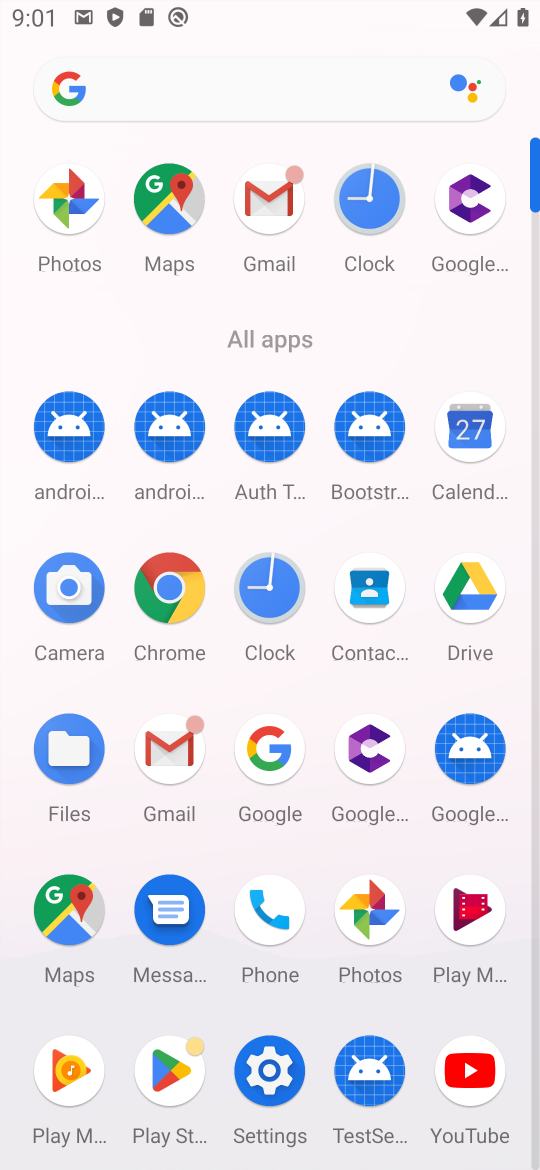 9:01
Photos Maps Gmail Clock Google...
All apps
androi... androi... Auth T... Bootstr... Calend...
27
Camera Chrome Clock Contac... Drive
Files Gmail Google Google... Google...
Maps Messa... Phone Photos Play M...
Play M... Play St... Settings TestSe... YouTube